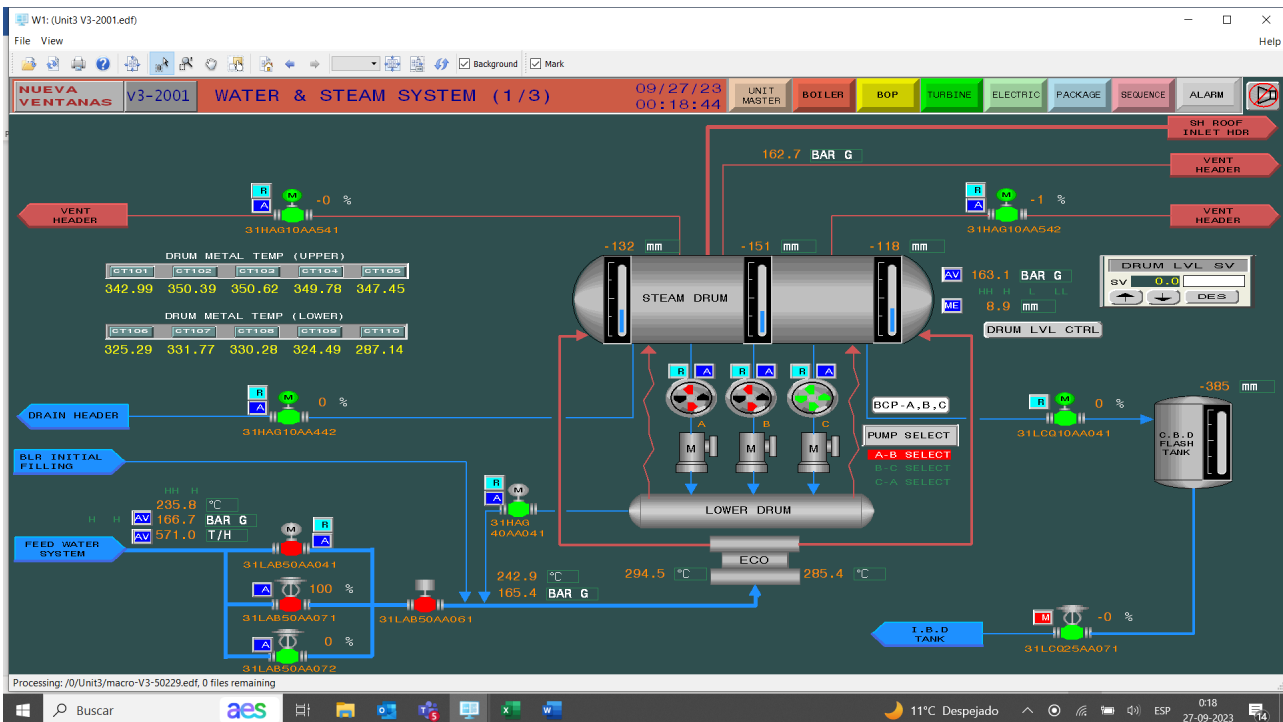 W1: (Unit3 V3-2001.edf)
File View Help
Background Mark
NUEVA VENTANAS
V3-2001
WATER & STEAM SYSTEM (1/3)
09/27/23
00:18:44
UNIT MASTER
BOILER
BOP
TURBINE
ELECTRIC
PACKAGE
SEQUENCE
ALARM
SH ROOF
INLET HDR
162.7 BAR G
VENT
HEADER
R
A
M
-0 %
31HAG10AA541
VENT
HEADER
R
A
M
-1 %
31HAG10AA542
VENT
HEADER
DRUM METAL TEMP (UPPER)
CT101 CT102 CT103 CT104 CT105
342.99 350.39 350.62 349.78 347.45
DRUM METAL TEMP (LOWER)
CT106 CT107 CT108 CT109 CT110
325.29 331.77 330.28 324.49 287.14
-132 mm
-151 mm
-118 mm
STEAM DRUM
AV 163.1 BAR G
HH H L LL
ME 8.9 mm
DRUM LVL SV
SV 0.0
DES
DRUM LVL CTRL
DRAIN HEADER
R
A
M
0 %
31HAG10AA442
R A R A R A
A B C
M M M
BCP-A,B,C
PUMP SELECT
A-B SELECT
B-C SELECT
C-A SELECT
R
M
0 %
31LCQ10AA041
-385 mm
C.B.D
FLASH
TANK
BLR INITIAL
FILLING
HH H
235.8 °C
H H AV 166.7 BAR G
AV 571.0 T/H
FEED WATER
SYSTEM
M
R
A
31LAB50AA041
A
100 %
31LAB50AA071
A
0 %
31LAB50AA072
31LAB50AA061
R
A
M
31HAG
40AA041
LOWER DRUM
ECO
242.9 °C
165.4 BAR G
294.5 °C
285.4 °C
I.B.D
TANK
M
-0 %
31LCQ25AA071
Processing: /0/Unit3/macro-V3-50229.edf, 0 files remaining
Buscar
aes
11°C Despejado
ESP
0:18
27-09-2023
14